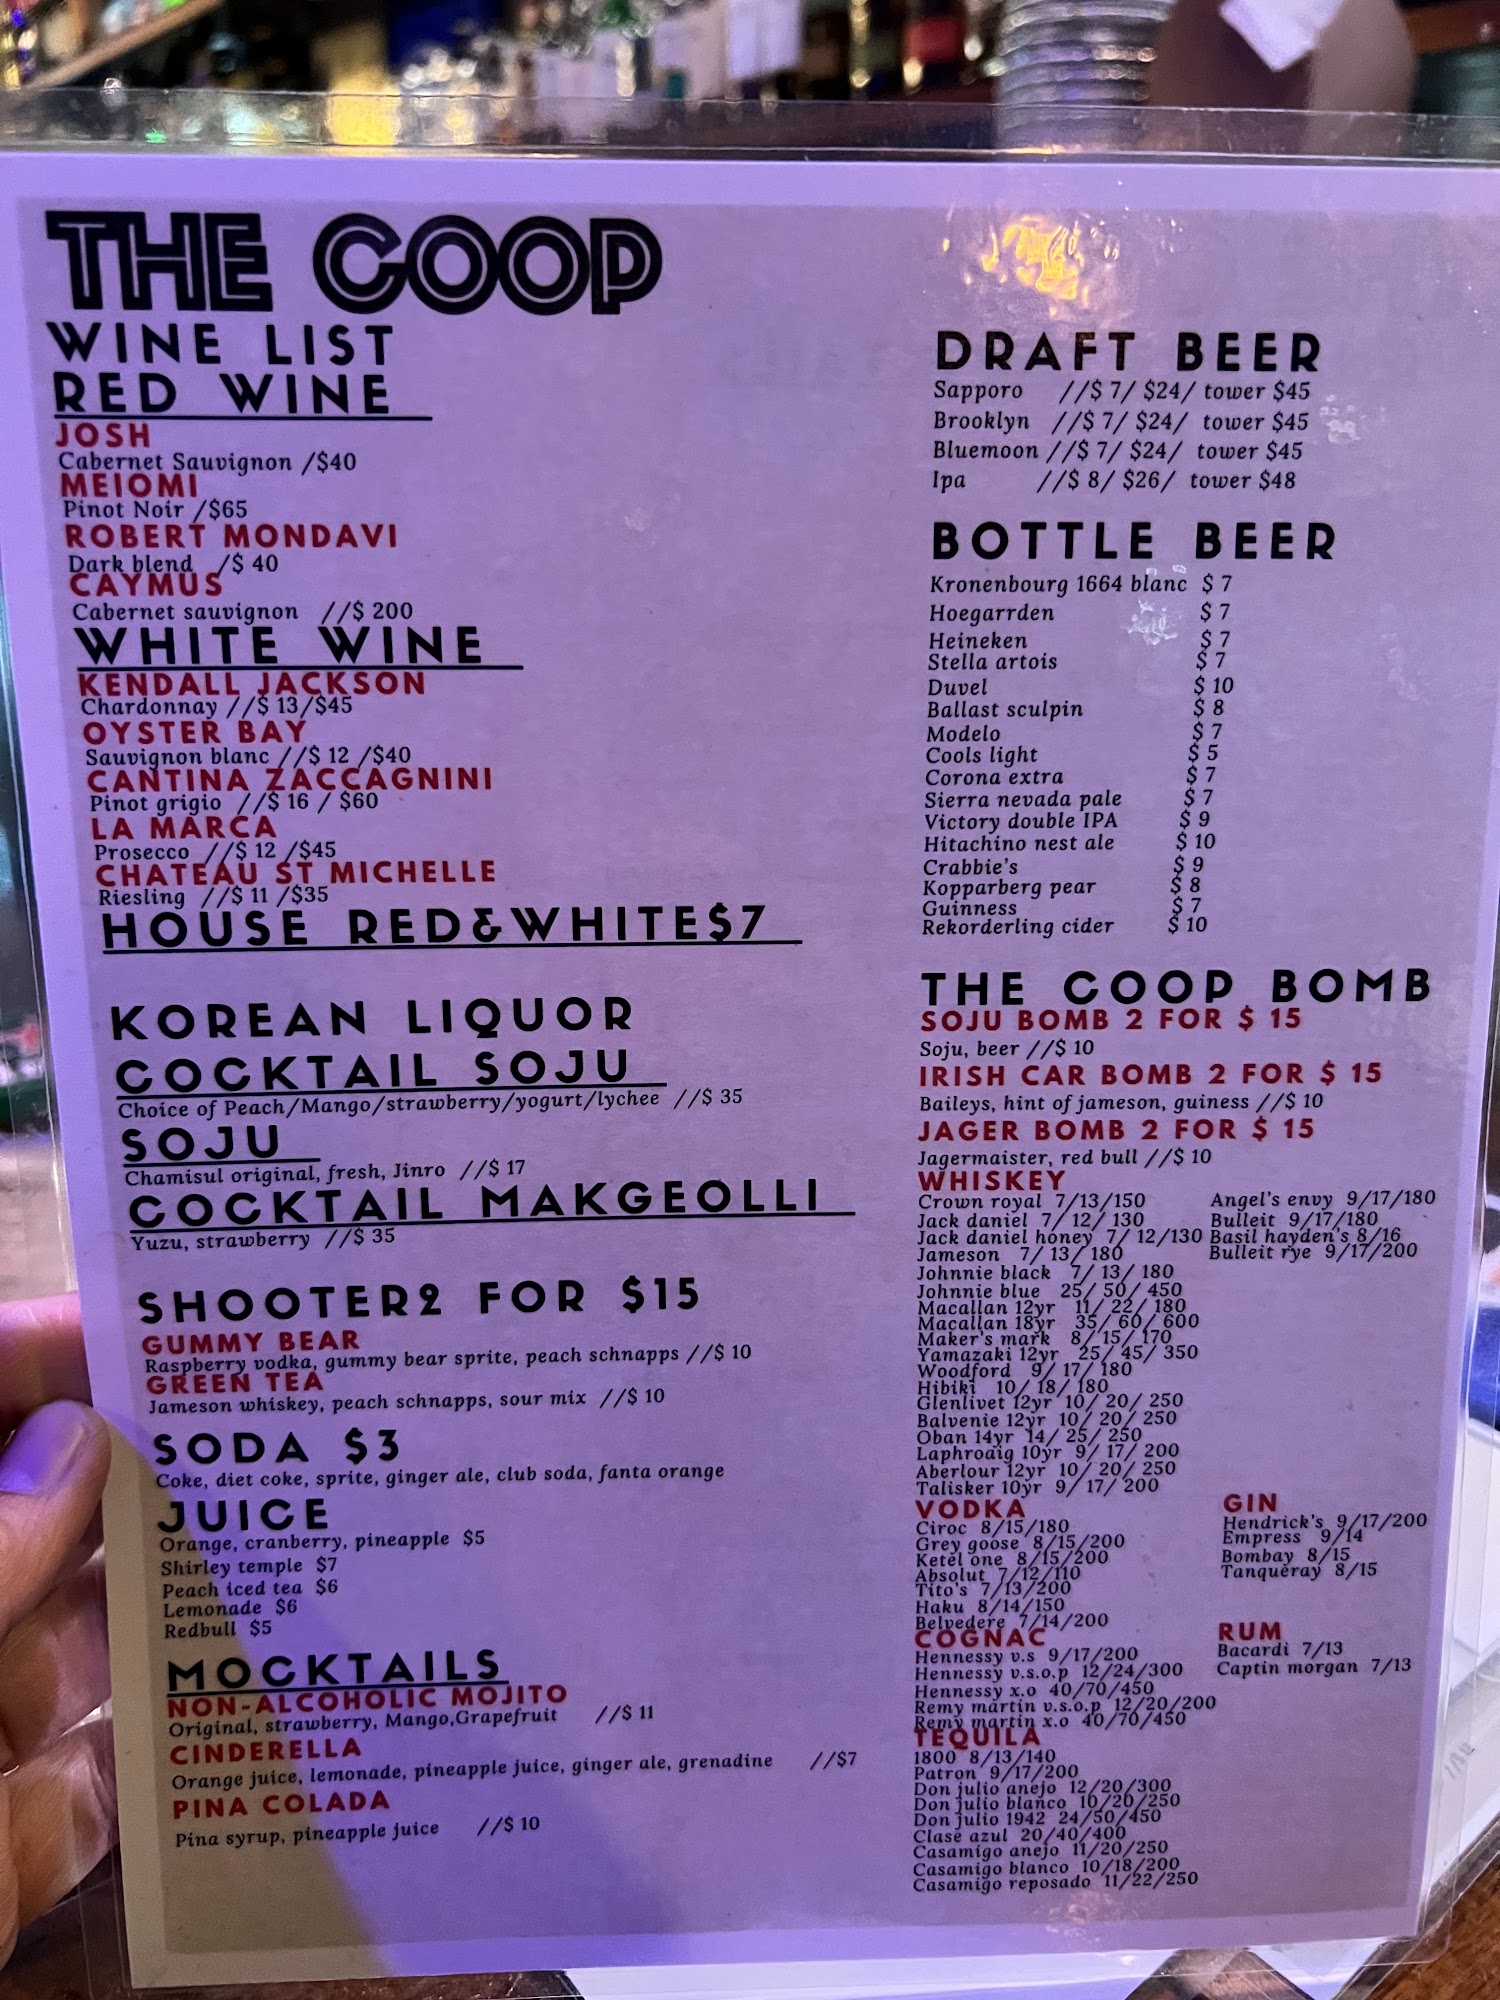 THE COOP
WINE LIST
RED WINE
JOSH
Cabernet Sauvignon /$40
MEIOMI
Pinot Noir /$65
ROBERT MONDAVI
Dark blend /$ 40
CAYMUS
Cabernet sauvignon //$ 200
WHITE WINE
KENDALL JACKSON
Chardonnay //$ 13/$45
OYSTER BAY
Sauvignon blanc //$ 12 /$40
CANTINA ZACCAGNINI
Pinot grigio //$ 16 / $60
LA MARCA
Prosecco //$ 12 /$45
CHATEAU ST MICHELLE
Riesling //$ 11 /$35
HOUSE RED&WHITE$7
KOREAN LIQUOR
COCKTAIL SOJU
Choice of Peach/Mango/strawberry/yogurt/lychee //$ 35
SOJU
Chamisul original, fresh, Jinro //$ 17
COCKTAIL MAKGEOLLI
Yuzu, strawberry //$ 35
SHOOTER2 FOR $15
GUMMY BEAR
Raspberry vodka, gummy bear sprite, peach schnapps //$ 10
GREEN TEA
Jameson whiskey, peach schnapps, sour mix //$ 10
SODA $3
Coke, diet coke, sprite, ginger ale, club soda, fanta orange
JUICE
Orange, cranberry, pineapple $5
Shirley temple $7
Peach iced tea $6
Lemonade $6
Redbull $5
MOCKTAILS
NON-ALCOHOLIC MOJITO
Original, strawberry, Mango,Grapefruit //$ 11
CINDERELLA
Orange juice, lemonade, pineapple juice, ginger ale, grenadine //$7
PINA COLADA
Pina syrup, pineapple juice //$ 10
DRAFT BEER
Sapporo //$ 7/ $24/ tower $45
Brooklyn //$ 7/ $24/ tower $45
Bluemoon //$ 7/ $24/ tower $45
Ipa //$ 8/ $26/ tower $48
BOTTLE BEER
Kronenbourg 1664 blanc $ 7
Hoegarrden $ 7
Heineken $ 7
Stella artois $ 7
Duvel $ 10
Ballast sculpin $ 8
Modelo $ 7
Cools light $ 5
Corona extra $ 7
Sierra nevada pale $ 7
Victory double IPA $ 9
Hitachino nest ale $ 10
Crabbie's $ 9
Kopparberg pear $ 8
Guinness $ 7
Rekorderling cider $ 10
THE COOP BOMB
SOJU BOMB 2 FOR $ 15
Soju, beer //$ 10
IRISH CAR BOMB 2 FOR $ 15
Baileys, hint of jameson, guiness //$ 10
JAGER BOMB 2 FOR $ 15
Jagermaister, red bull //$ 10
WHISKEY
Crown royal 7/13/150
Jack daniel 7/ 12/ 130
Jack daniel honey 7/ 12/130
Jameson 7/ 13/ 180
Johnnie black 7/ 13/ 180
Johnnie blue 25/ 50/ 450
Macallan 12yr 11/ 22/ 180
Macallan 18yr 35/ 60/ 600
Maker's mark 8/ 15/ 170
Yamazaki 12yr 25/ 45/ 350
Woodford 9/ 17/ 180
Hibiki 10/ 18/ 180
Glenlivet 12yr 10/ 20/ 250
Balvenie 12yr 10/ 20/ 250
Oban 14yr 14/ 25/ 250
Laphroaig 10yr 9/ 17/ 200
Aberlour 12yr 10/ 20/ 250
Talisker 10yr 9/ 17/ 200
Angel's envy 9/17/180
Bulleit 9/17/180
Basil hayden's 8/16
Bulleit rye 9/17/200
VODKA
Ciroc 8/15/180
Grey goose 8/15/200
Ketel one 8/15/200
Absolut 7/12/110
Tito's 7/13/200
Haku 8/14/150
Belvedere 7/14/200
GIN
Hendrick's 9/17/200
Empress 9/14
Bombay 8/15
Tanqueray 8/15
COGNAC
Hennessy v.s 9/17/200
Hennessy v.s.o.p 12/24/300
Hennessy x.o 40/70/450
Remy martin v.s.o.p 12/20/200
Remy martin x.o 40/70/450
RUM
Bacardi 7/13
Captin morgan 7/13
TEQUILA
1800 8/13/140
Patron 9/17/200
Don julio anejo 12/20/300
Don julio blanco 10/20/250
Don julio 1942 24/50/450
Clase azul 20/40/400
Casamigo anejo 11/20/250
Casamigo blanco 10/18/200
Casamigo reposado 11/22/250